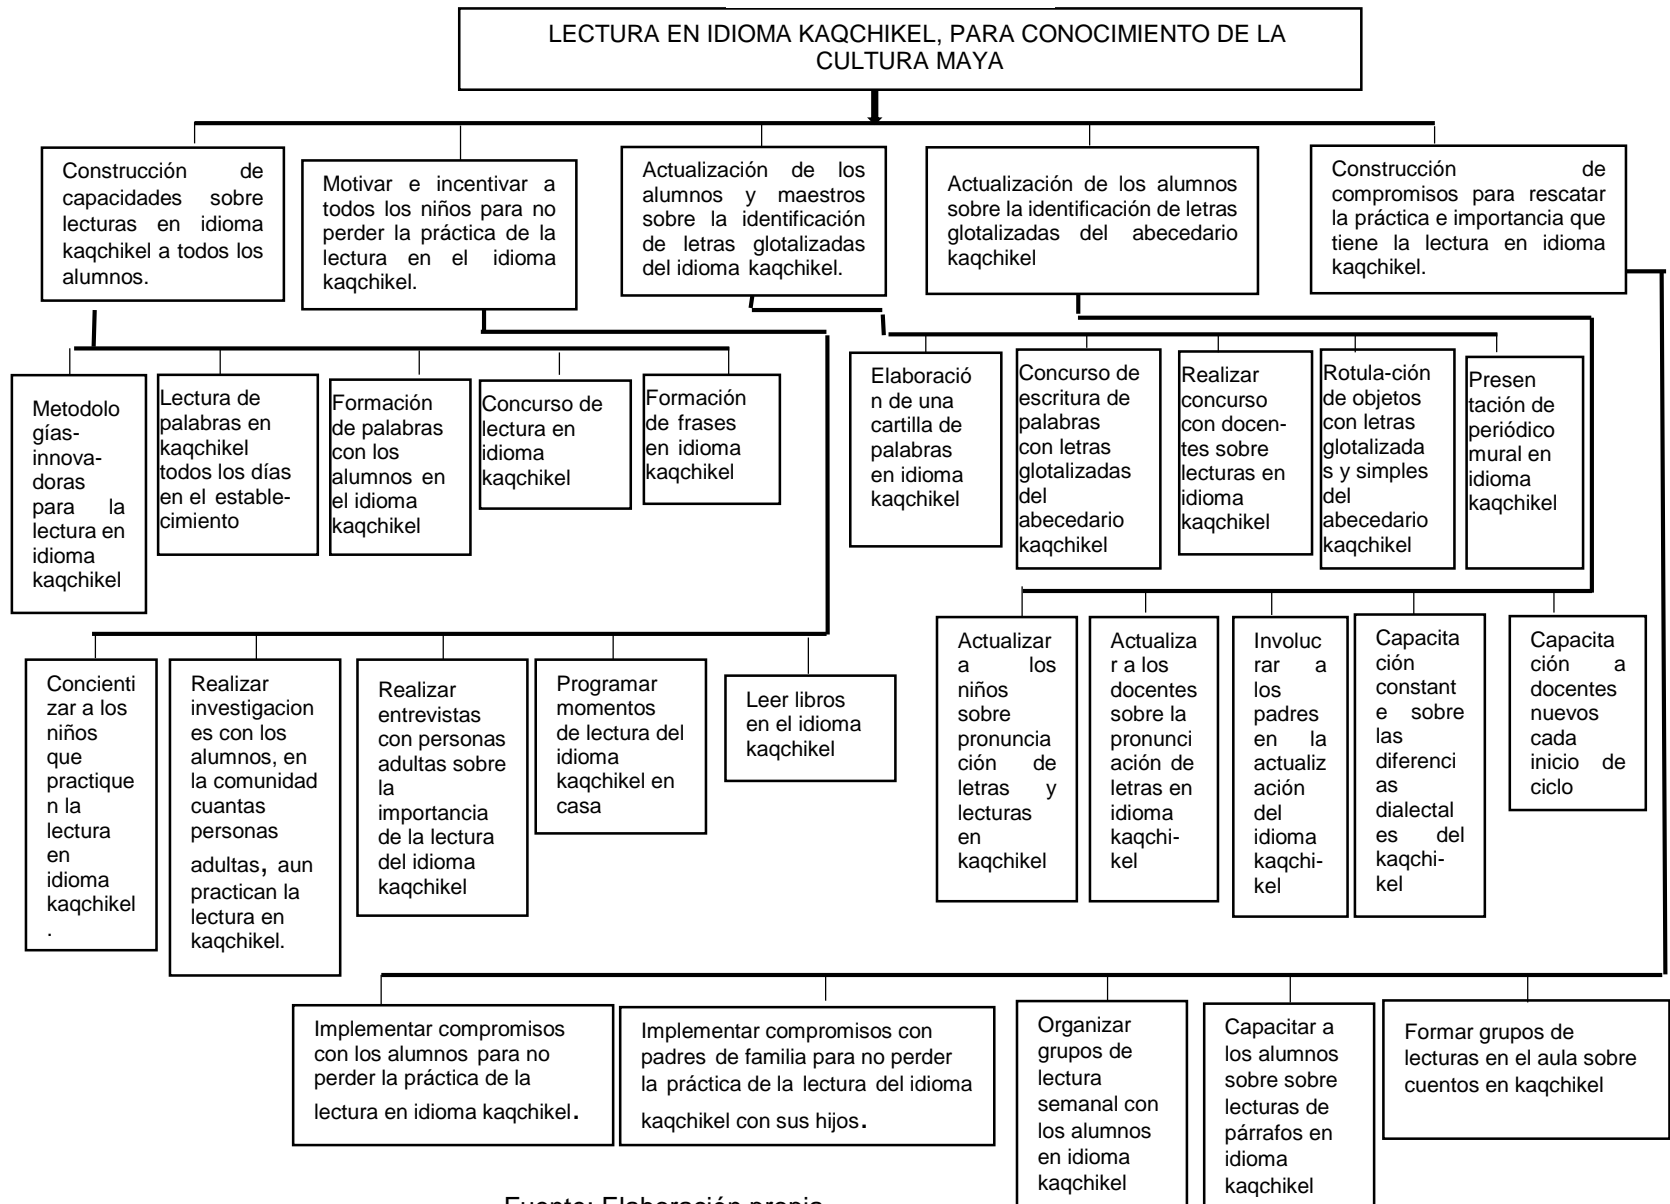 LECTURA EN IDIOMA KAQCHIKEL, PARA CONOCIMIENTO DE LA
CULTURA MAYA
Construcción de
capacidades sobre
lecturas en idioma
kaqchikel a todos los
alumnos.
Motivar e incentivar a
todos los niños para no
perder la práctica de la
lectura en el idioma
kaqchikel.
Actualización de los
alumnos y maestros
sobre la identificación
de letras glotalizadas
del idioma kaqchikel.
Actualización de los alumnos
sobre la identificación de letras
glotalizadas del abecedario
kaqchikel
Construcción de
compromisos para rescatar
la práctica e importancia que
tiene la lectura en idioma
kaqchikel.
Metodolo
gías-
innova-
doras
para la
lectura en
idioma
kaqchikel
Lectura de
palabras en
kaqchikel
todos los días
en el estable-
cimiento
Formación
de palabras
con los
alumnos en
el idioma
kaqchikel
Concurso de
lectura en
idioma
kaqchikel
Formación
de frases
en idioma
kaqchikel
Elaboració
n de una
cartilla de
palabras
en idioma
kaqchikel
Concurso de
escritura de
palabras
con letras
glotalizadas
del
abecedario
kaqchikel
Realizar
concurso
con docen-
tes sobre
lecturas en
idioma
kaqchikel
Rotula-ción
de objetos
con letras
glotalizada
s y simples
del
abecedario
kaqchikel
Presen
tación de
periódico
mural en
idioma
kaqchikel
Concienti
zar a los
niños
que
practique
n la
lectura
en
idioma
kaqchikel
.
Realizar
investigacion
es con los
alumnos, en
la comunidad
cuantas
personas
adultas, aun
practican la
lectura en
kaqchikel.
Realizar
entrevistas
con personas
adultas sobre
la
importancia
de la lectura
del idioma
kaqchikel
Programar
momentos
de lectura del
idioma
kaqchikel en
casa
Leer libros
en el idioma
kaqchikel
Actualizar
a los
niños
sobre
pronuncia
ción de
letras y
lecturas
en
kaqchikel
Actualiza
r a los
docentes
sobre la
pronunci
ación de
letras en
idioma
kaqchi-
kel
Involuc
rar a
los
padres
en la
actualiz
ación
del
idioma
kaqchi-
kel
Capacita
ción
constant
e sobre
las
diferenci
as
dialectal
es del
kaqchi-
kel
Capacita
ción a
docentes
nuevos
cada
inicio de
ciclo
Implementar compromisos
con los alumnos para no
perder la práctica de la
lectura en idioma kaqchikel.
Implementar compromisos con
padres de familia para no perder
la práctica de la lectura del idioma
kaqchikel con sus hijos.
Organizar
grupos de
lectura
semanal con
los alumnos
en idioma
kaqchikel
Capacitar a
los alumnos
sobre sobre
lecturas de
párrafos en
idioma
kaqchikel
Formar grupos de
lecturas en el aula sobre
cuentos en kaqchikel
Fuente: Elaboración propia